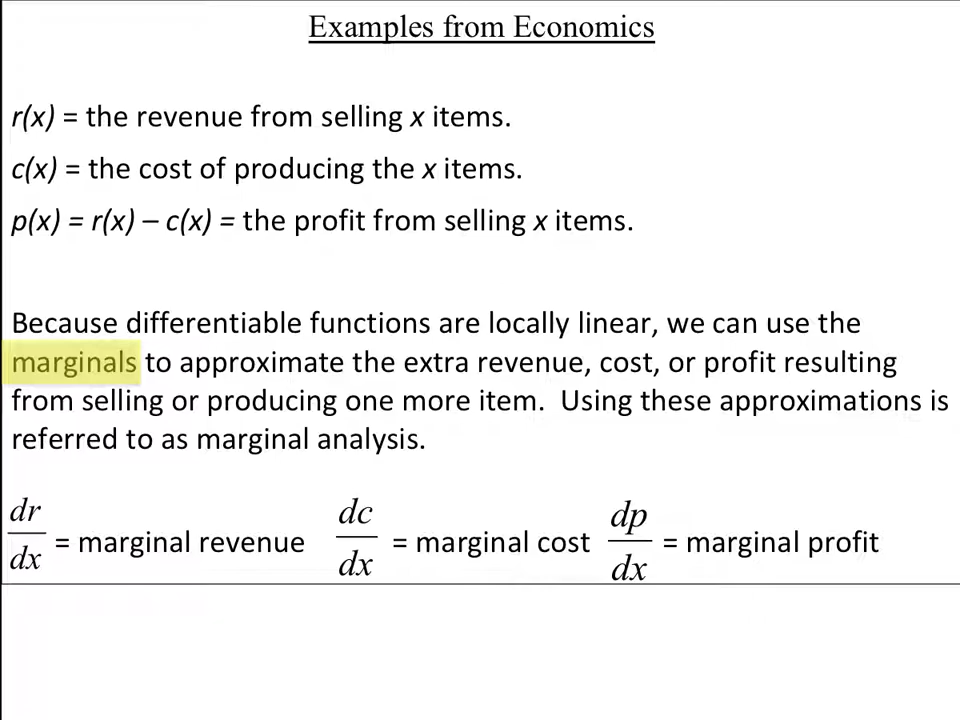 Examples from Economics
r(x) = the revenue from selling x items.
c(x) = the cost of producing the x items.
p(x) = r(x) – c(x) = the profit from selling x items.
Because differentiable functions are locally linear, we can use the
marginals to approximate the extra revenue, cost, or profit resulting
from selling or producing one more item.  Using these approximations is
referred to as marginal analysis.
dr/dx = marginal revenue dc/dx = marginal cost dp/dx = marginal profit